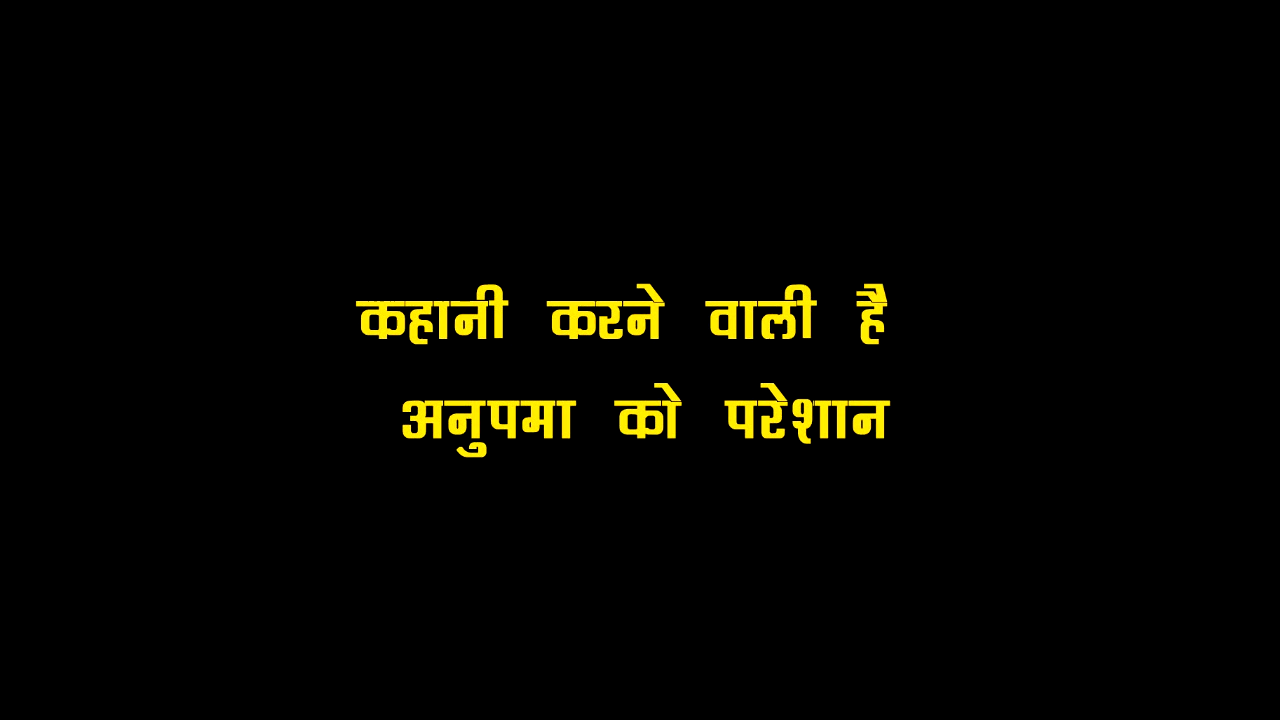 कहानी करने वाली है
अनुपमा को परेशान